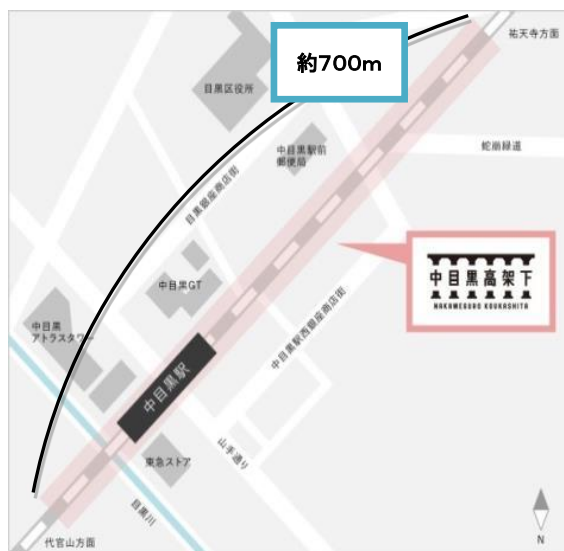 約700m
祐天寺方面
目黒区役所
中目黒駅前
郵便局
蛇崩緑道
目黒銀座商店街
中目黒高架下
NAKAMEGURO KOUKASHITA
中目黒GT
中目黒
アトラスタワー
中目黒駅西銀座商店街
中目黒駅
山手通り
東急ストア
目黒川
代官山方面
N